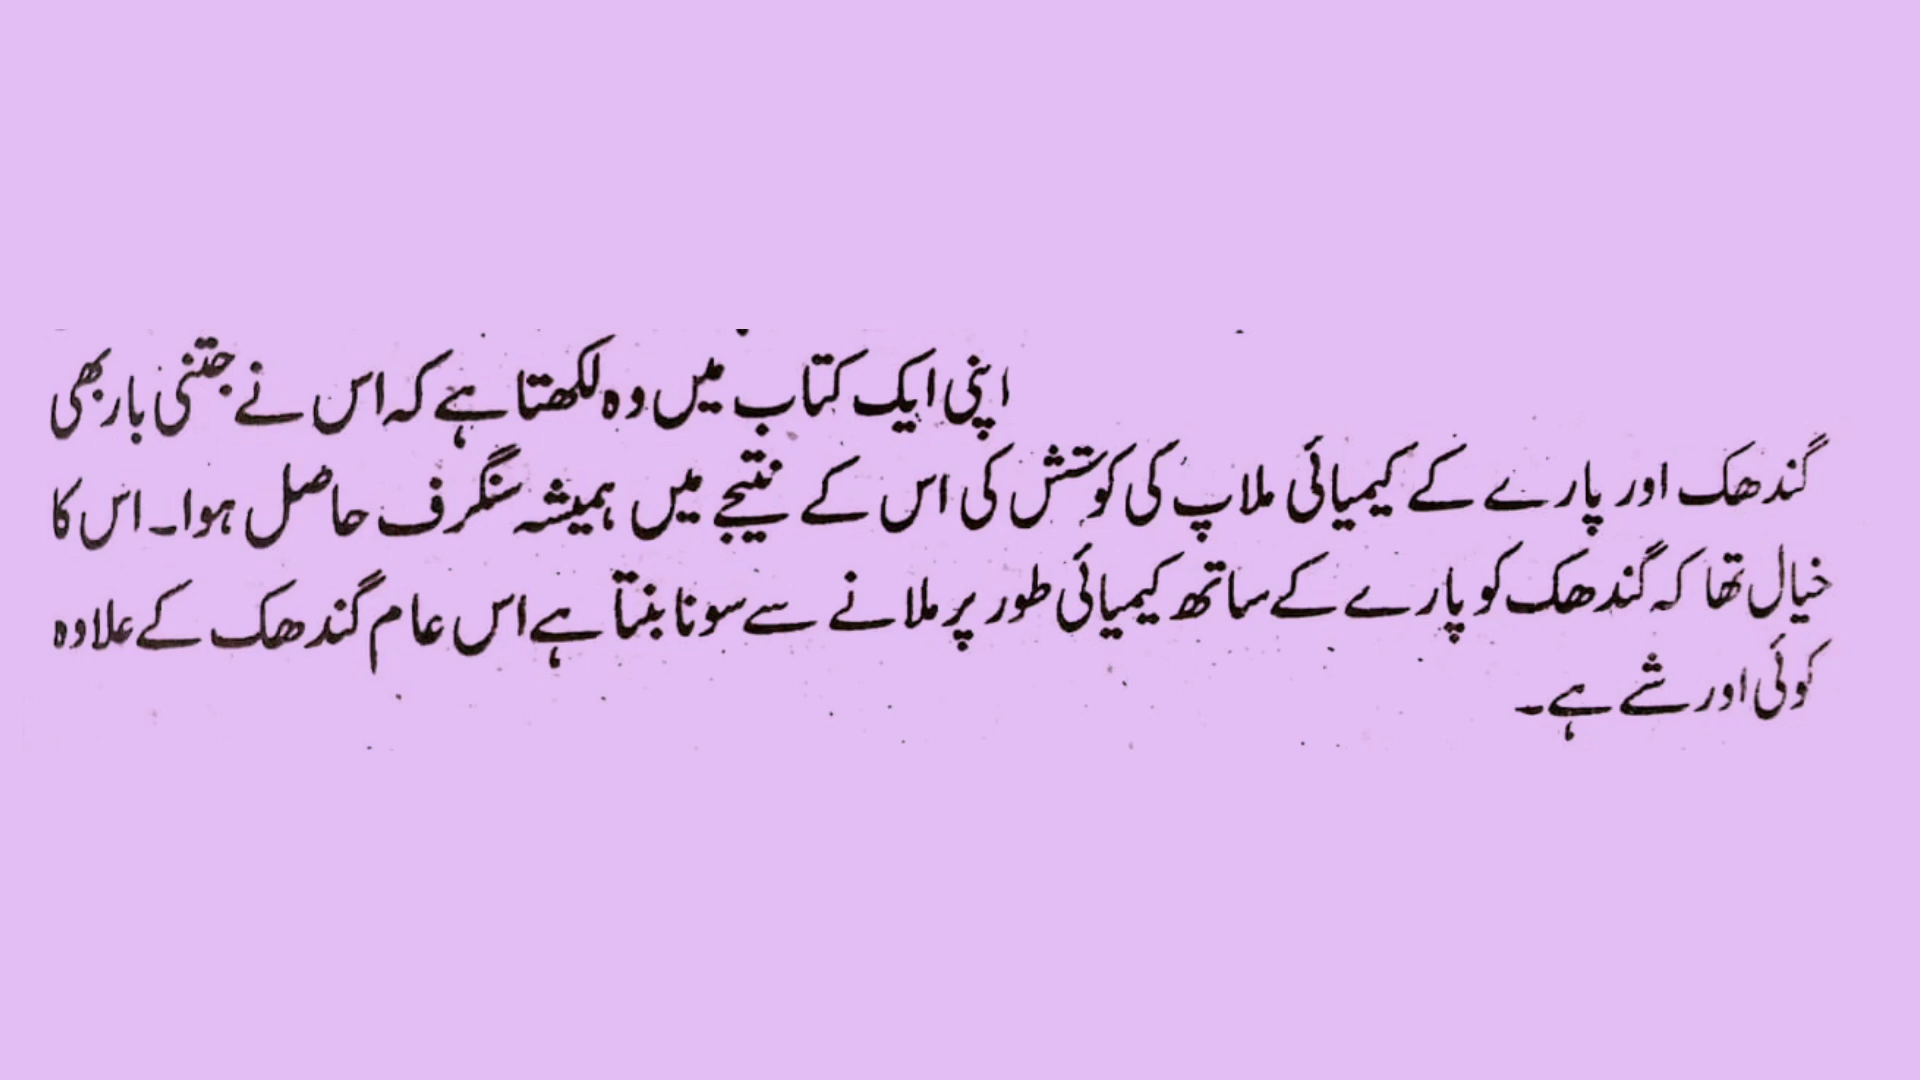 اپنی ایک کتاب میں وہ لکھتا ہے کہ اس نے جتنی بار بھی
گندھک اور پارے کے کیمیائی ملاپ کی کوشش کی اس کے نتیجے میں ہمیشہ سنگرف حاصل ہوا۔ اس کا
خیال تھا کہ گندھک کو پارے کے ساتھ کیمیائی طور پر ملانے سے سونا بنتا ہے اس عام گندھک کے علاوہ
کوئی اور شے ہے۔